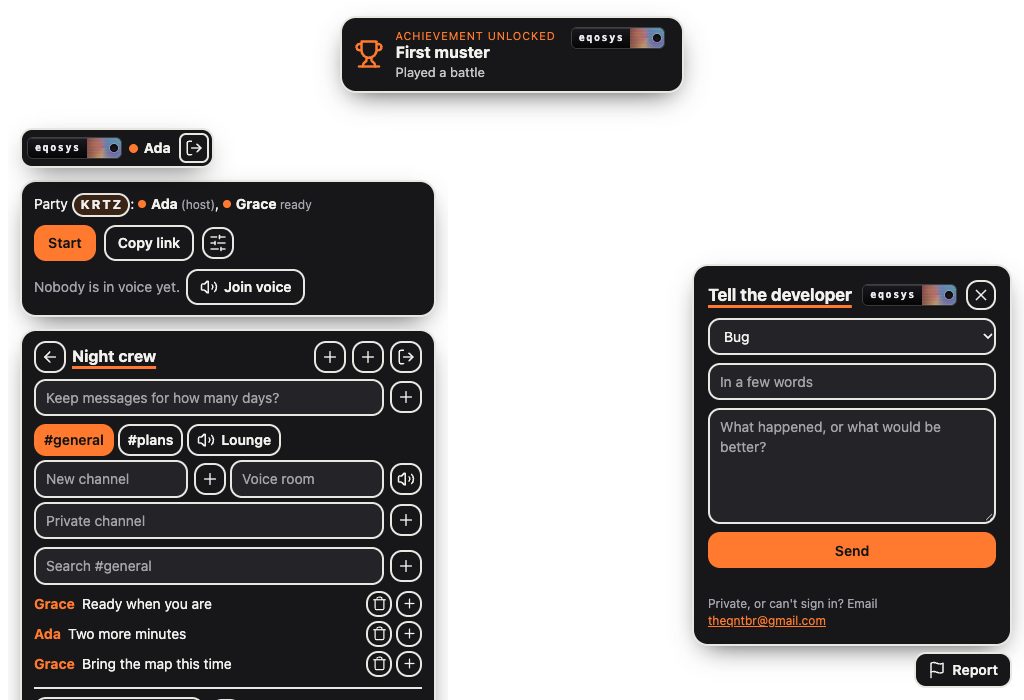 ACHIEVEMENT UNLOCKED
eqosys
First muster
Played a battle
eqosys
Ada
Party KRTZ: Ada (host), Grace ready
Start
Copy link
Nobody is in voice yet.
Join voice
Night crew
Keep messages for how many days?
#general
#plans
Lounge
New channel
Voice room
Private channel
Search #general
Grace Ready when you are
Ada Two more minutes
Grace Bring the map this time
Tell the developer
eqosys
Bug
In a few words
What happened, or what would be
better?
Send
Private, or can't sign in? Email
theqntbr@gmail.com
Report